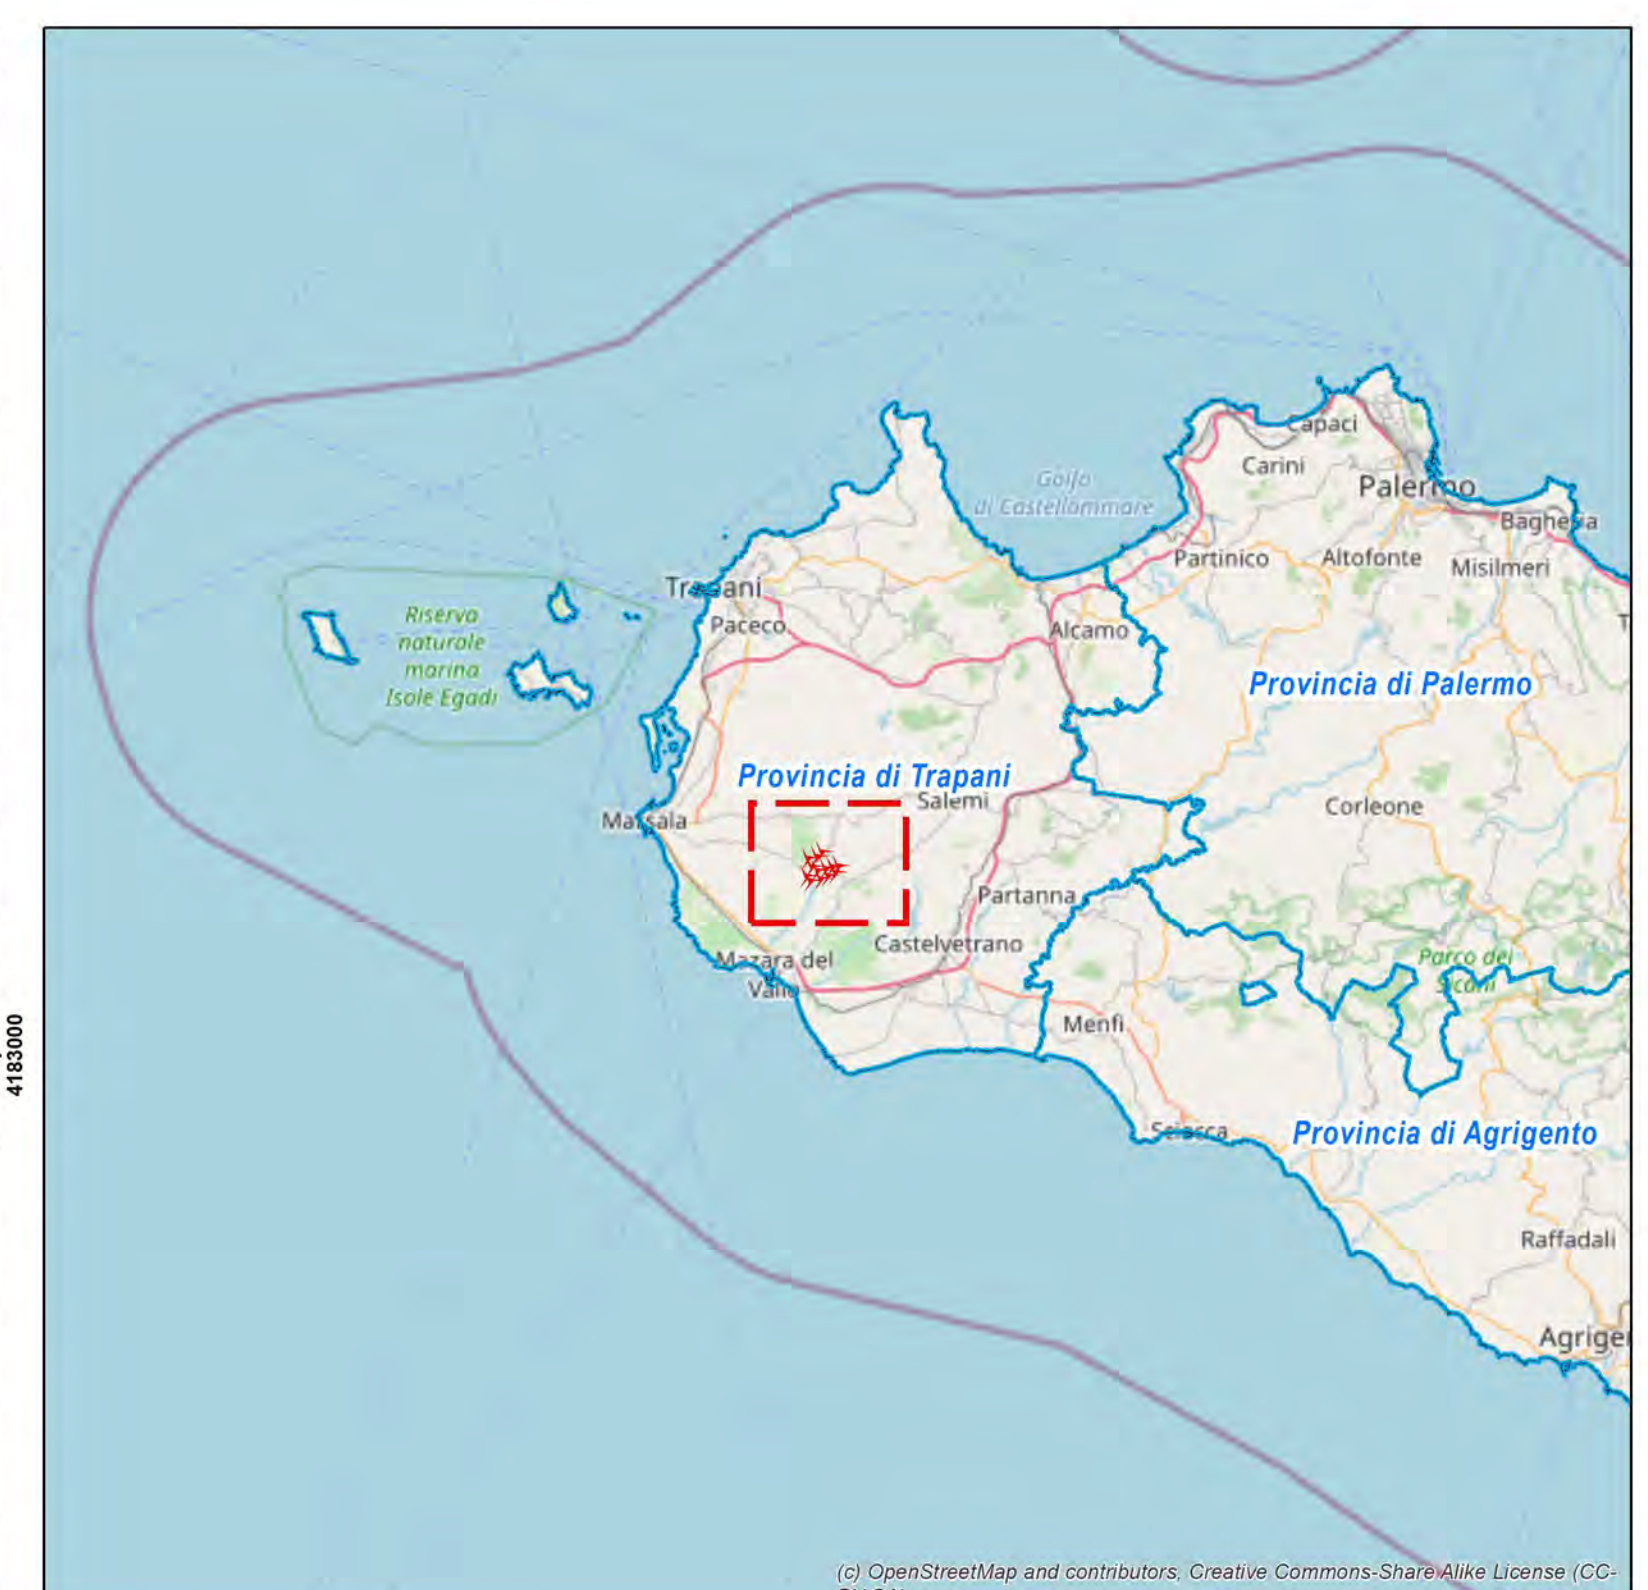 Capaci
Carini
Golfo
di Castellammare
Palermo
Bagheria
Partinico
Altofonte
Misilmeri
Trapani
Riserva
naturale
marina
Isole Egadi
Paceco
Alcamo
Provincia di Palermo
Provincia di Trapani
Salemi
Corleone
Marsala
Partanna
Castelvetrano
Mazara del
Vallo
Parco dei
Sicani
Menfi
4183000
Sciacca
Provincia di Agrigento
Raffadali
Agrige
(c) OpenStreetMap and contributors, Creative Commons-Share Alike License (CC-